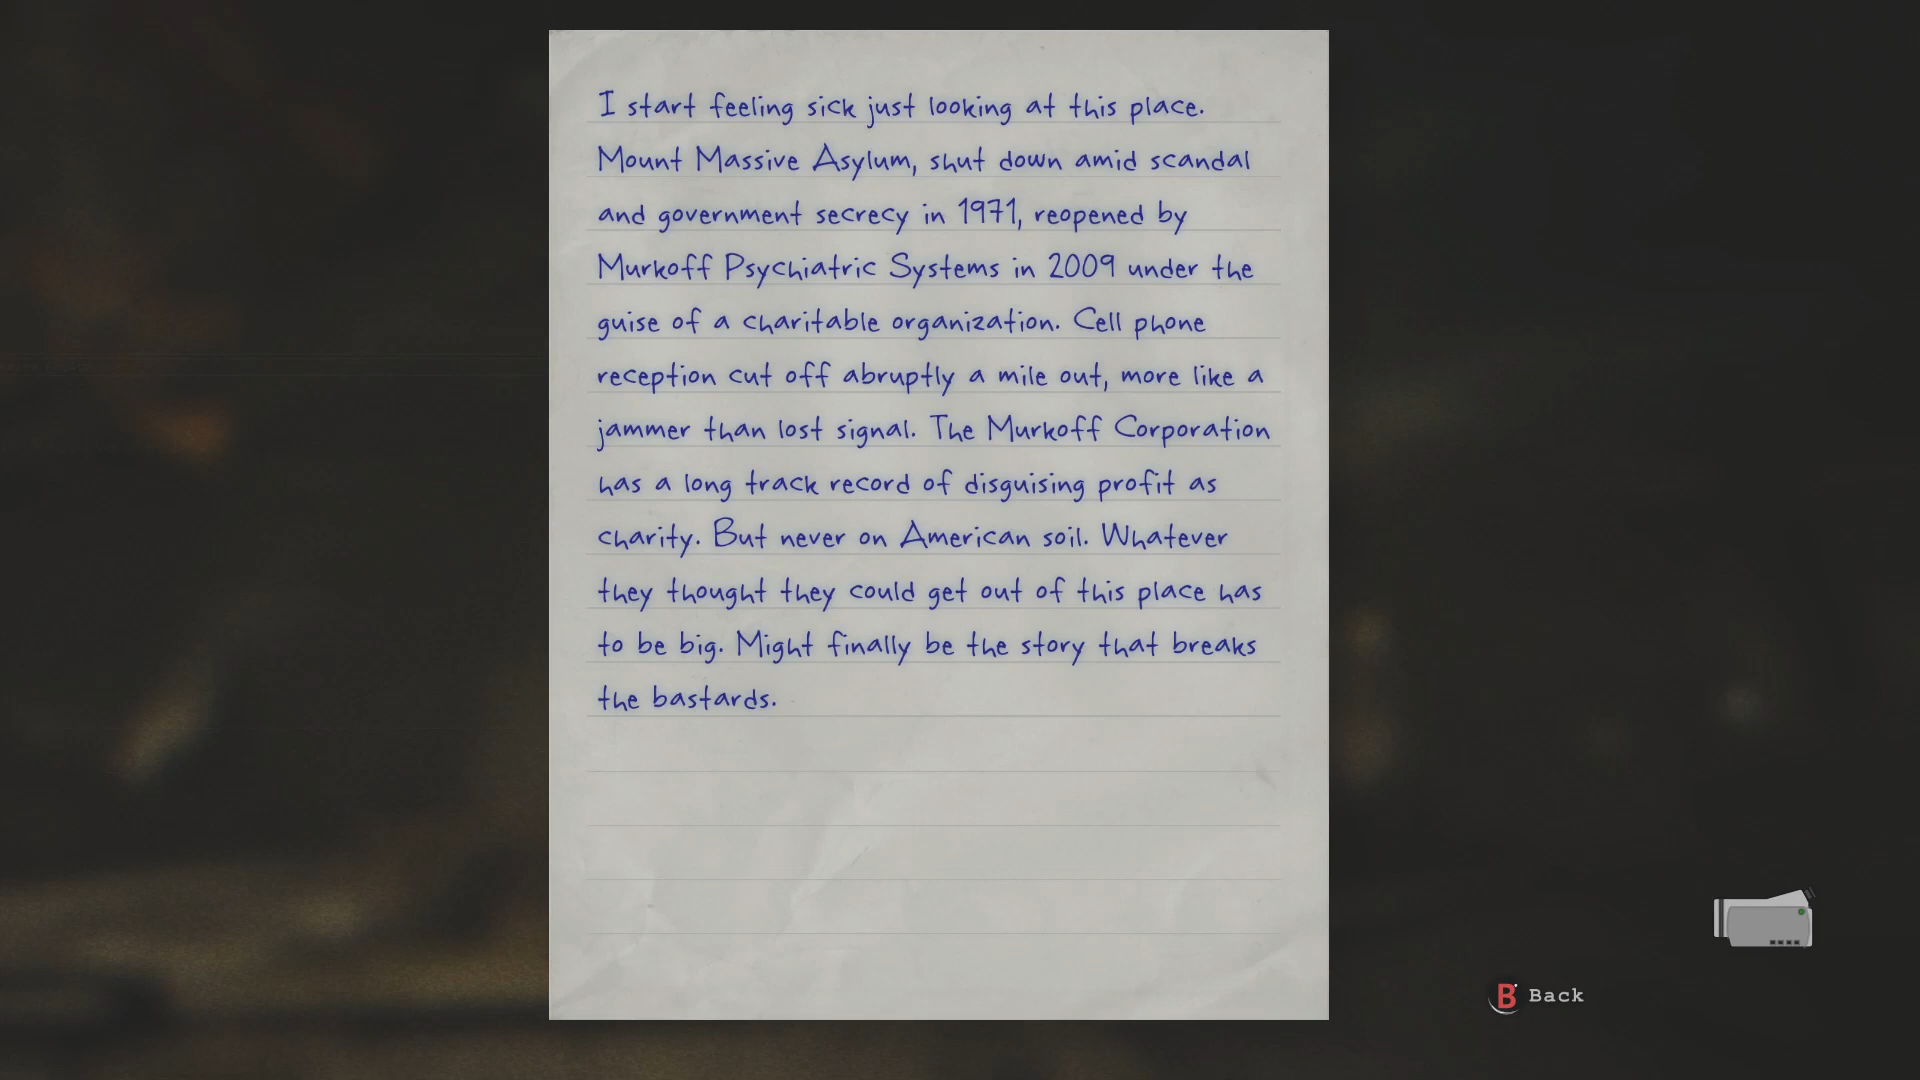 I start feeling sick just looking at this place.
Mount Massive Asylum, shut down amid scandal
and government secrecy in 1971, reopened by
Murkoff Psychiatric Systems in 2009 under the
guise of a charitable organization. Cell phone
reception cut off abruptly a mile out, more like a
jammer than lost signal. The Murkoff Corporation
has a long track record of disguising profit as
charity. But never on American soil. Whatever
they thought they could get out of this place has
to be big. Might finally be the story that breaks
the bastards.
B Back